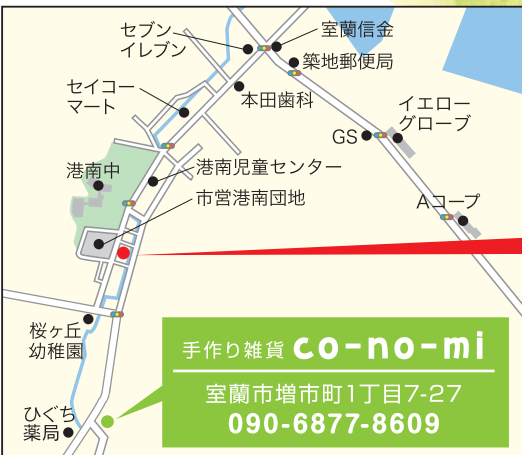 セブン
イレブン
室蘭信金
築地郵便局
セイコー
マート
本田歯科
イエロー
グローブ
GS
港南中
港南児童センター
市営港南団地
Aコープ
桜ヶ丘
幼稚園
手作り雑貨 co-no-mi
室蘭市増市町1丁目7-27
090-6877-8609
ひぐち
薬局